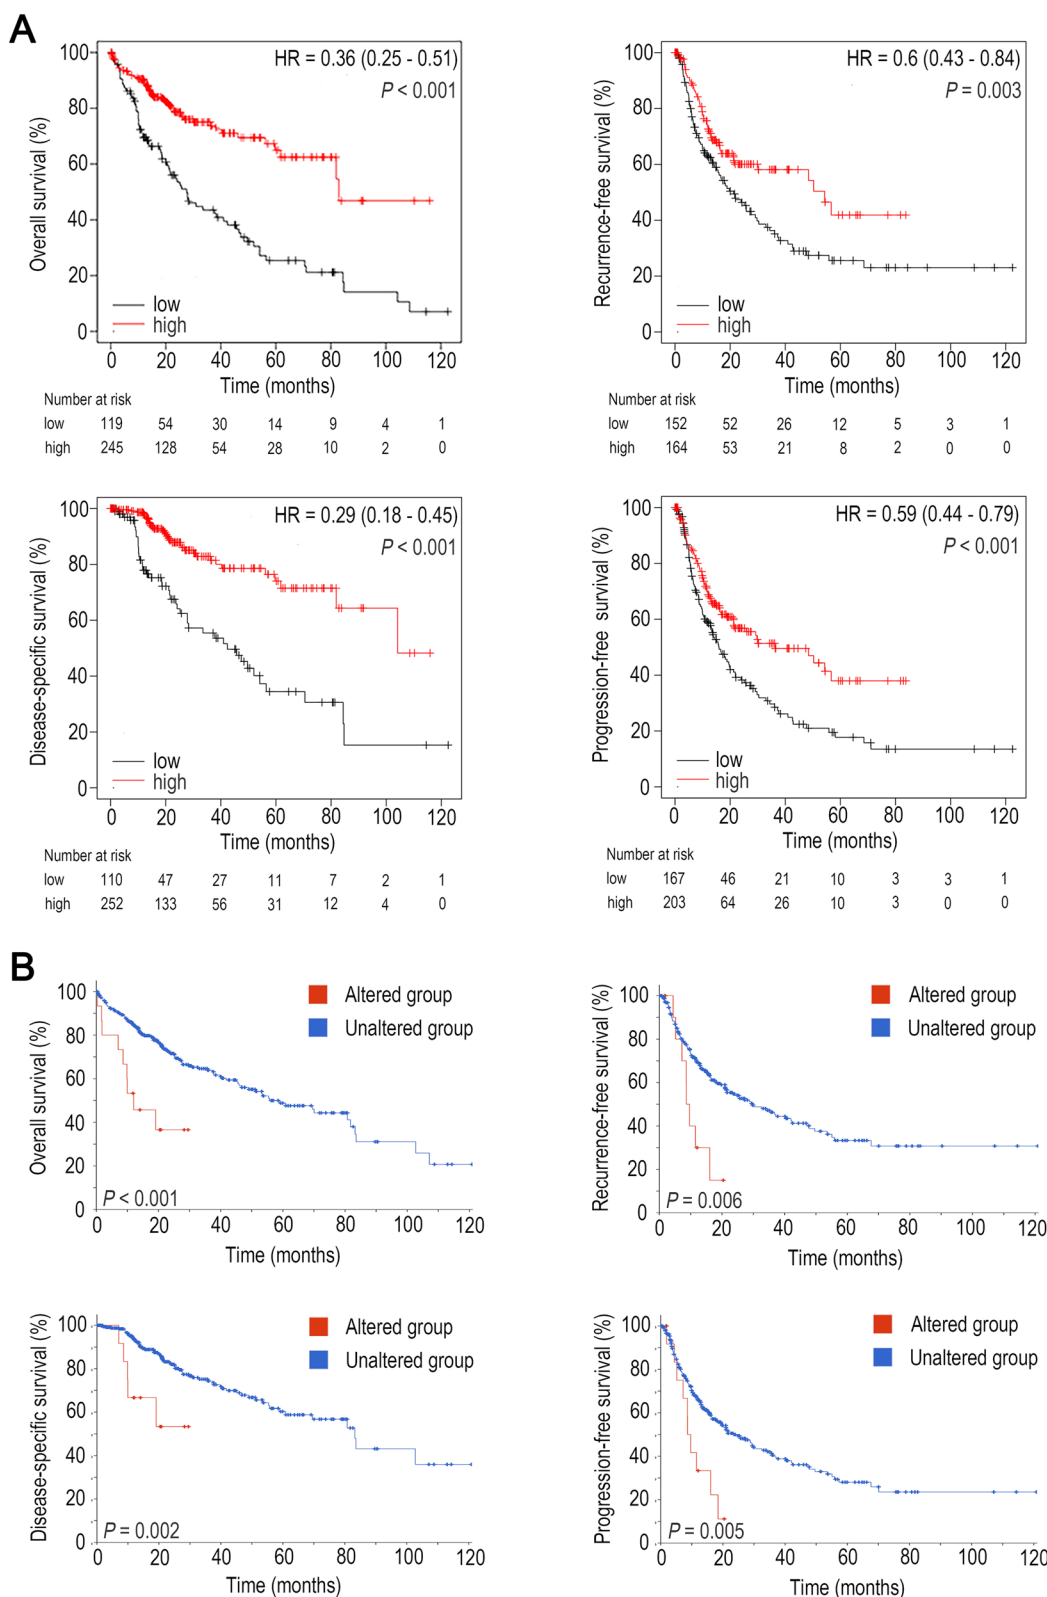 A
Overall survival (%)
100
80
60
40
20
0
HR = 0.36 (0.25 - 0.51)
P < 0.001
low
high
0 20 40 60 80 100 120
Time (months)
Number at risk
low 119 54 30 14 9 4 1
high 245 128 54 28 10 2 0
Recurrence-free survival (%)
100
80
60
40
20
0
HR = 0.6 (0.43 - 0.84)
P = 0.003
low
high
0 20 40 60 80 100 120
Time (months)
Number at risk
low 152 52 26 12 5 3 1
high 164 53 21 8 2 0 0
Disease-specific survival (%)
100
80
60
40
20
0
HR = 0.29 (0.18 - 0.45)
P < 0.001
low
high
0 20 40 60 80 100 120
Time (months)
Number at risk
low 110 47 27 11 7 2 1
high 252 133 56 31 12 4 0
Progression-free survival (%)
100
80
60
40
20
0
HR = 0.59 (0.44 - 0.79)
P < 0.001
low
high
0 20 40 60 80 100 120
Time (months)
Number at risk
low 167 46 21 10 3 3 1
high 203 64 26 10 3 0 0
B
Overall survival (%)
100
80
60
40
20
0
Altered group
Unaltered group
P < 0.001
0 20 40 60 80 100 120
Time (months)
Recurrence-free survival (%)
100
80
60
40
20
0
Altered group
Unaltered group
P = 0.006
0 20 40 60 80 100 120
Time (months)
Disease-specific survival (%)
100
80
60
40
20
0
Altered group
Unaltered group
P = 0.002
0 20 40 60 80 100 120
Time (months)
Progression-free survival (%)
100
80
60
40
20
0
Altered group
Unaltered group
P = 0.005
0 20 40 60 80 100 120
Time (months)